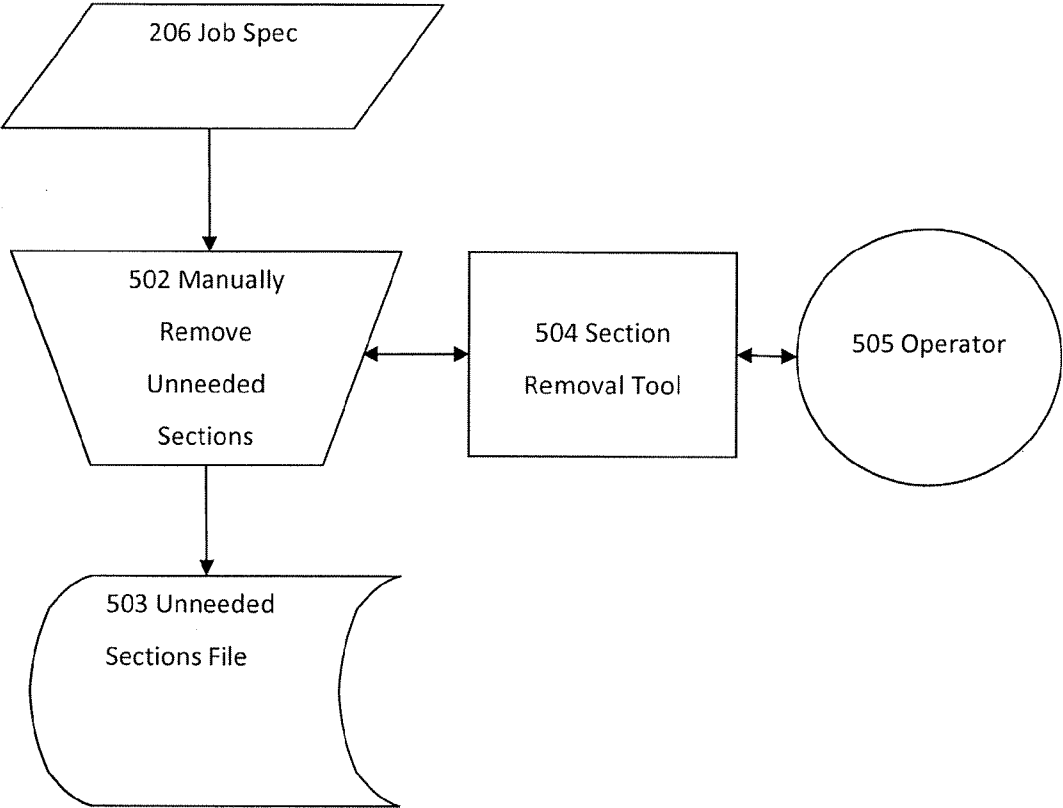 206 Job Spec
502 Manually
Remove
Unneeded
Sections
504 Section
Removal Tool
505 Operator
503 Unneeded
Sections File